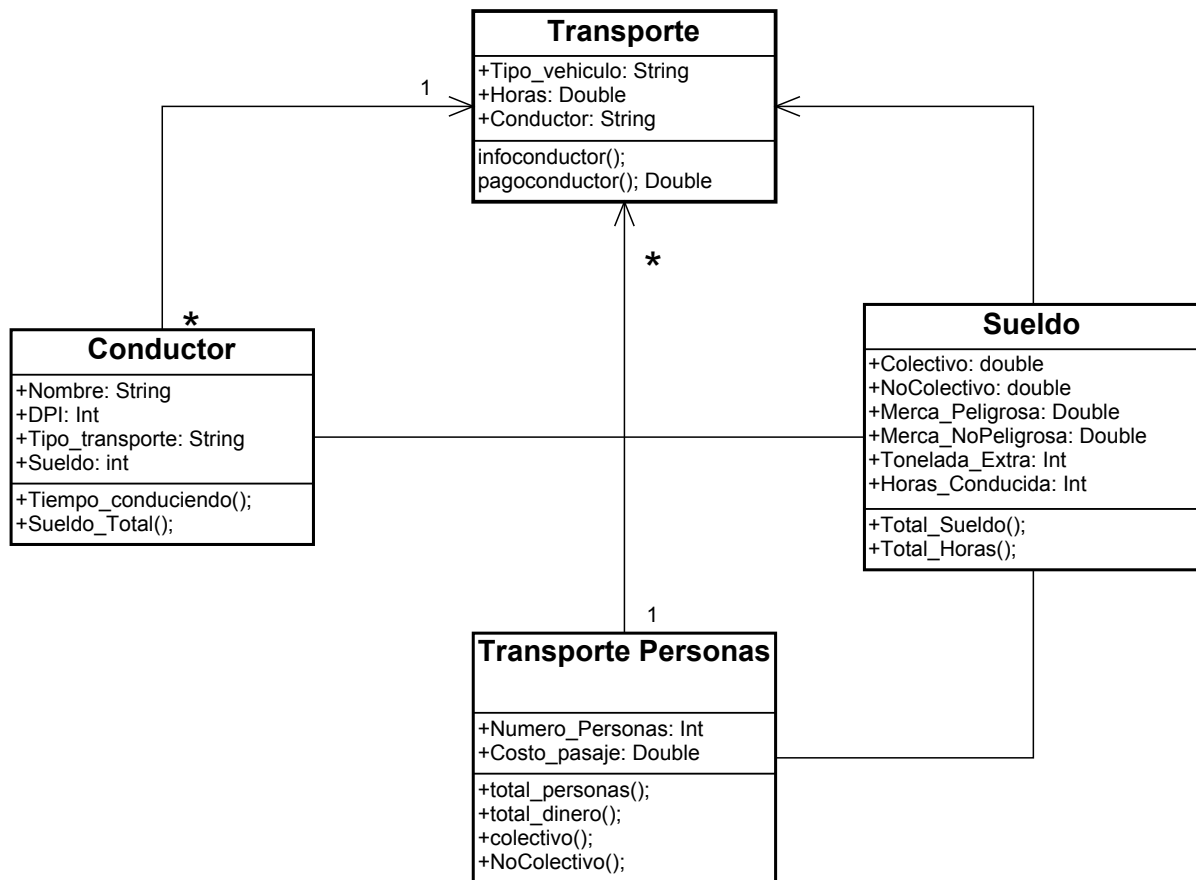 Transporte
+Tipo_vehiculo: String
+Horas: Double
+Conductor: String
infoconductor();
pagoconductor(); Double
1
*
*
Conductor
+Nombre: String
+DPI: Int
+Tipo_transporte: String
+Sueldo: int
+Tiempo_conduciendo();
+Sueldo_Total();
Sueldo
+Colectivo: double
+NoColectivo: double
+Merca_Peligrosa: Double
+Merca_NoPeligrosa: Double
+Tonelada_Extra: Int
+Horas_Conducida: Int
+Total_Sueldo();
+Total_Horas();
1
Transporte Personas
+Numero_Personas: Int
+Costo_pasaje: Double
+total_personas();
+total_dinero();
+colectivo();
+NoColectivo();